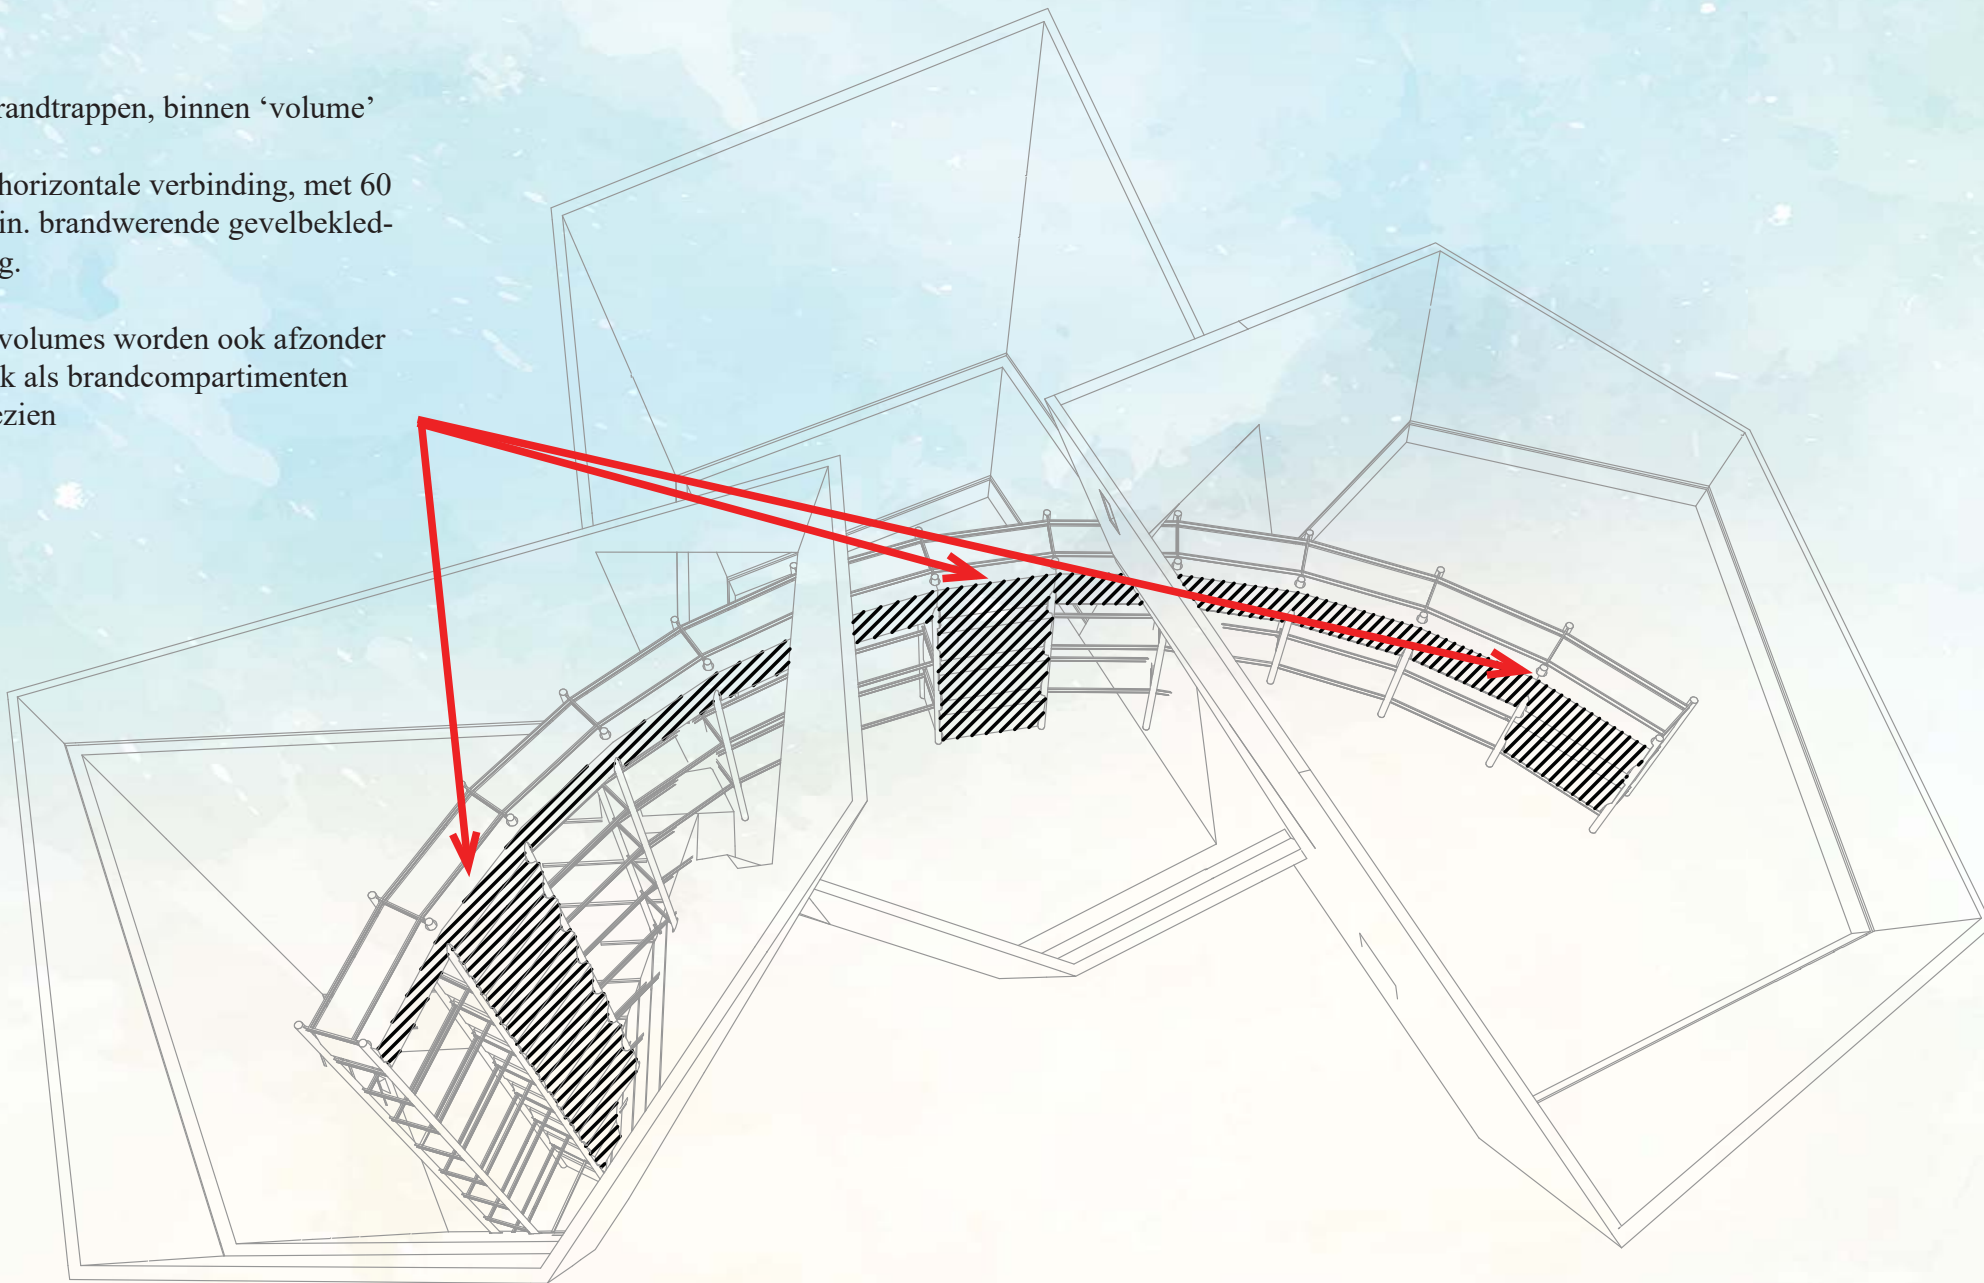 randtrappen, binnen ‘volume’
horizontale verbinding, met 60
in. brandwerende gevelbekled-
g.
volumes worden ook afzonder
k als brandcompartimenten
ezien